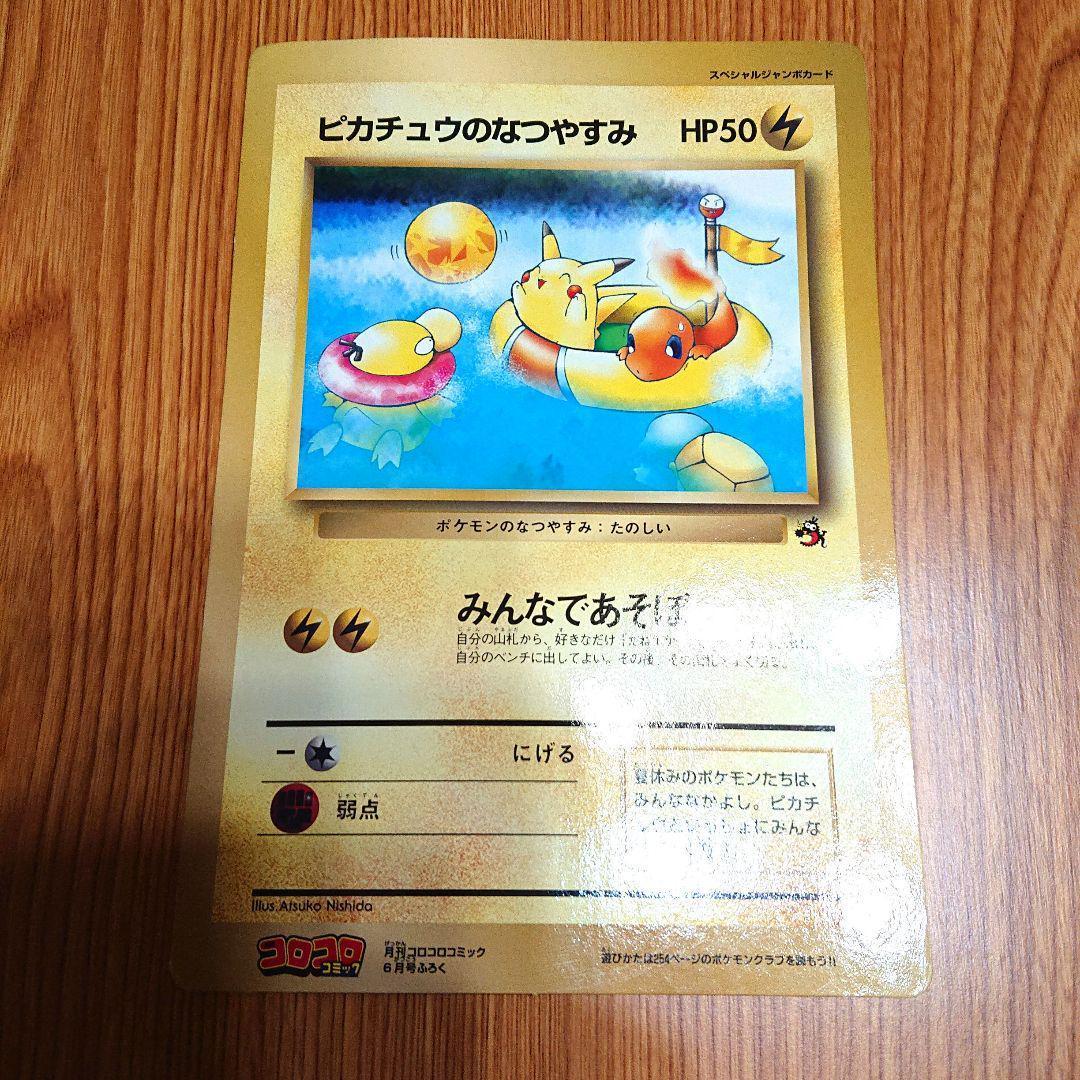 スペシャルジャンボカード
ピカチュウのなつやすみ HP50
ポケモンのなつやすみ：たのしい
みんなであそぼ
自分の山札から、好きなだけ
自分のベンチに出してよい。その後、その
ー にげる
弱点
夏休みのポケモンたちは、
みんななかよし。ピカチ
みんな
Illus. Atsuko Nishida
コロコロ
コミック
月刊コロコロコミック
6月号ふろく
遊びかたは254ページのポケモンクラブを読もう!!